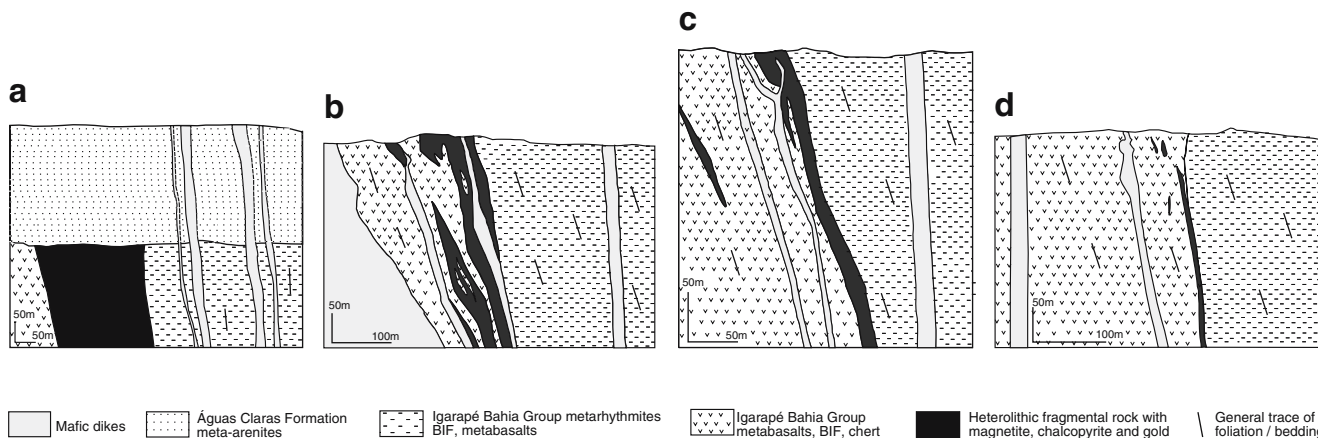 a
b
c
d
50m
50m
50m
100m
50m
50m
50m
100m
Mafic dikes
Águas Claras Formation
meta-arenites
Igarapé Bahia Group metarhythmites
BIF, metabasalts
Igarapé Bahia Group
metabasalts, BIF, chert
Heterolithic fragmental rock with
magnetite, chalcopyrite and gold
General trace of
foliation / bedding